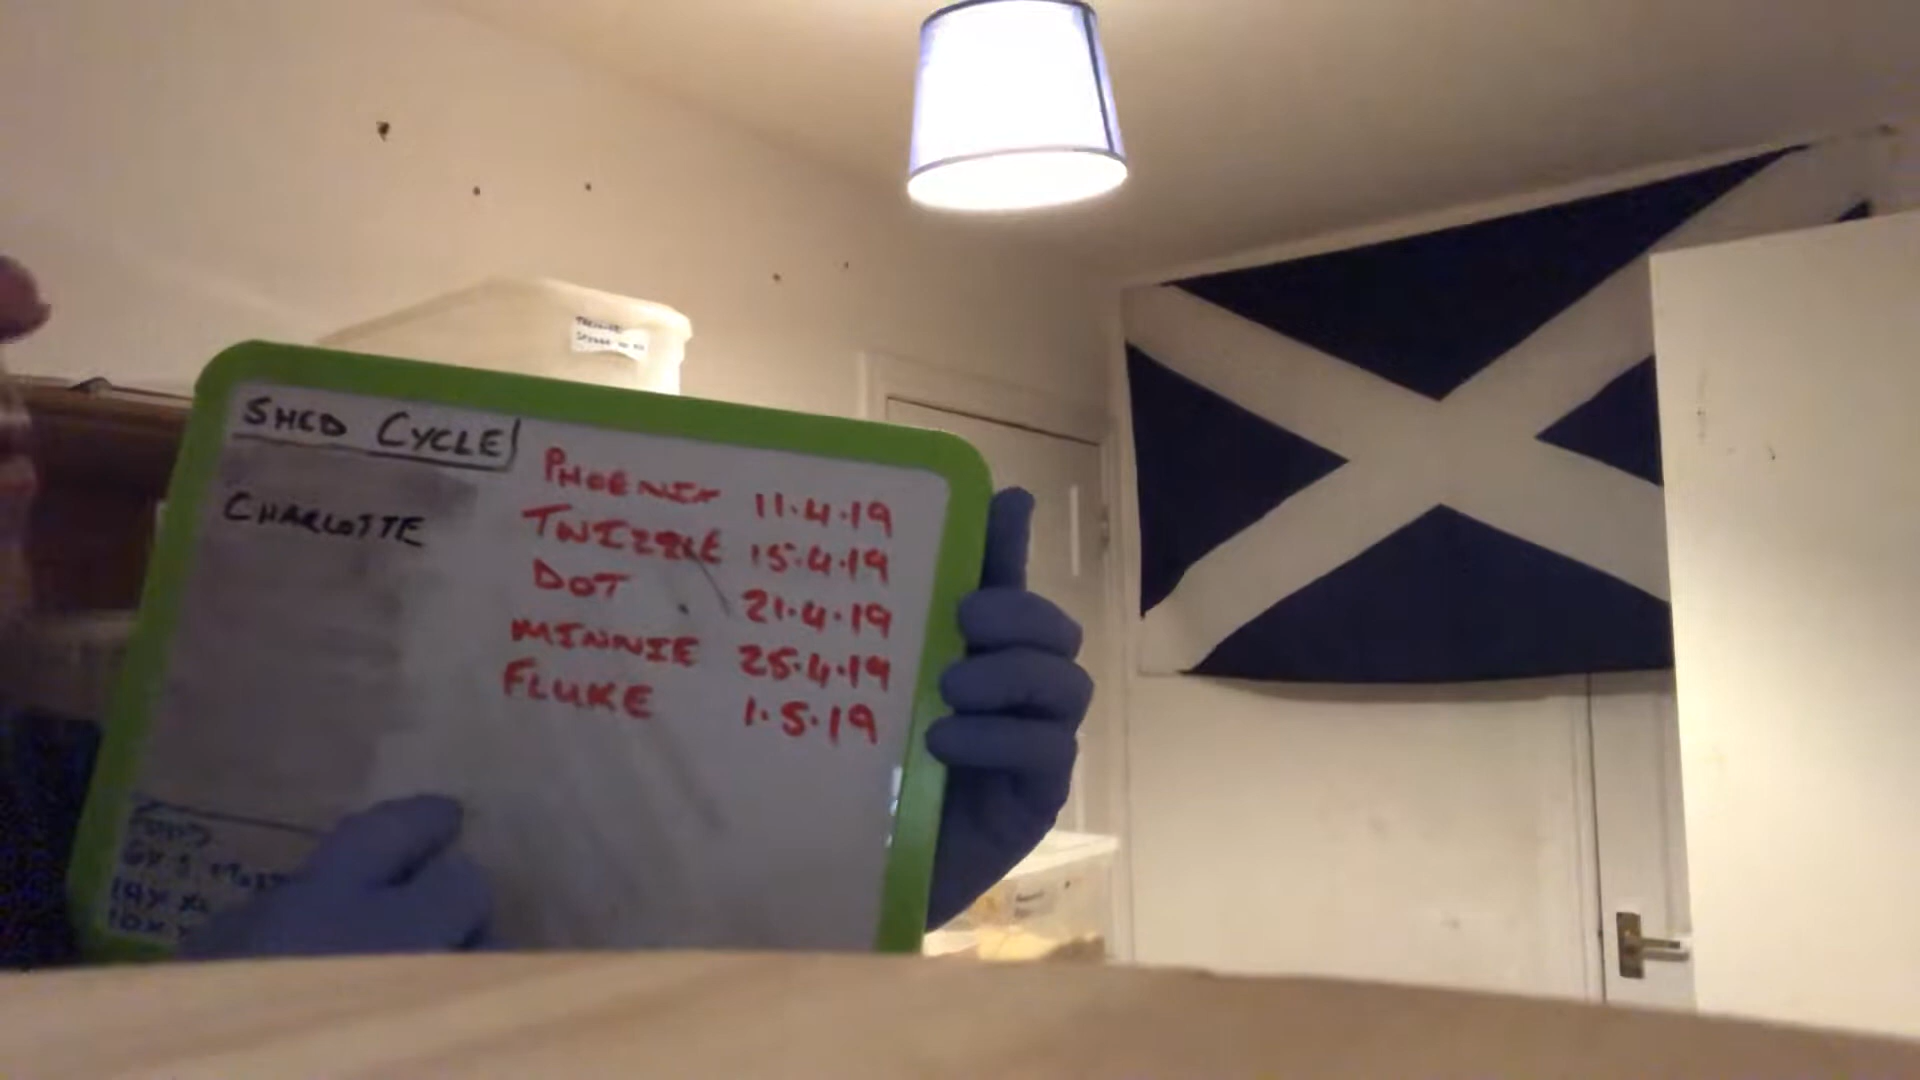 SHED CYCLE
CHARLOTTE
PHOENIX 11.4.19
TWIZZLE 15.4.19
DOT 21.4.19
MINNIE 25.4.19
FLUKE 1.5.19